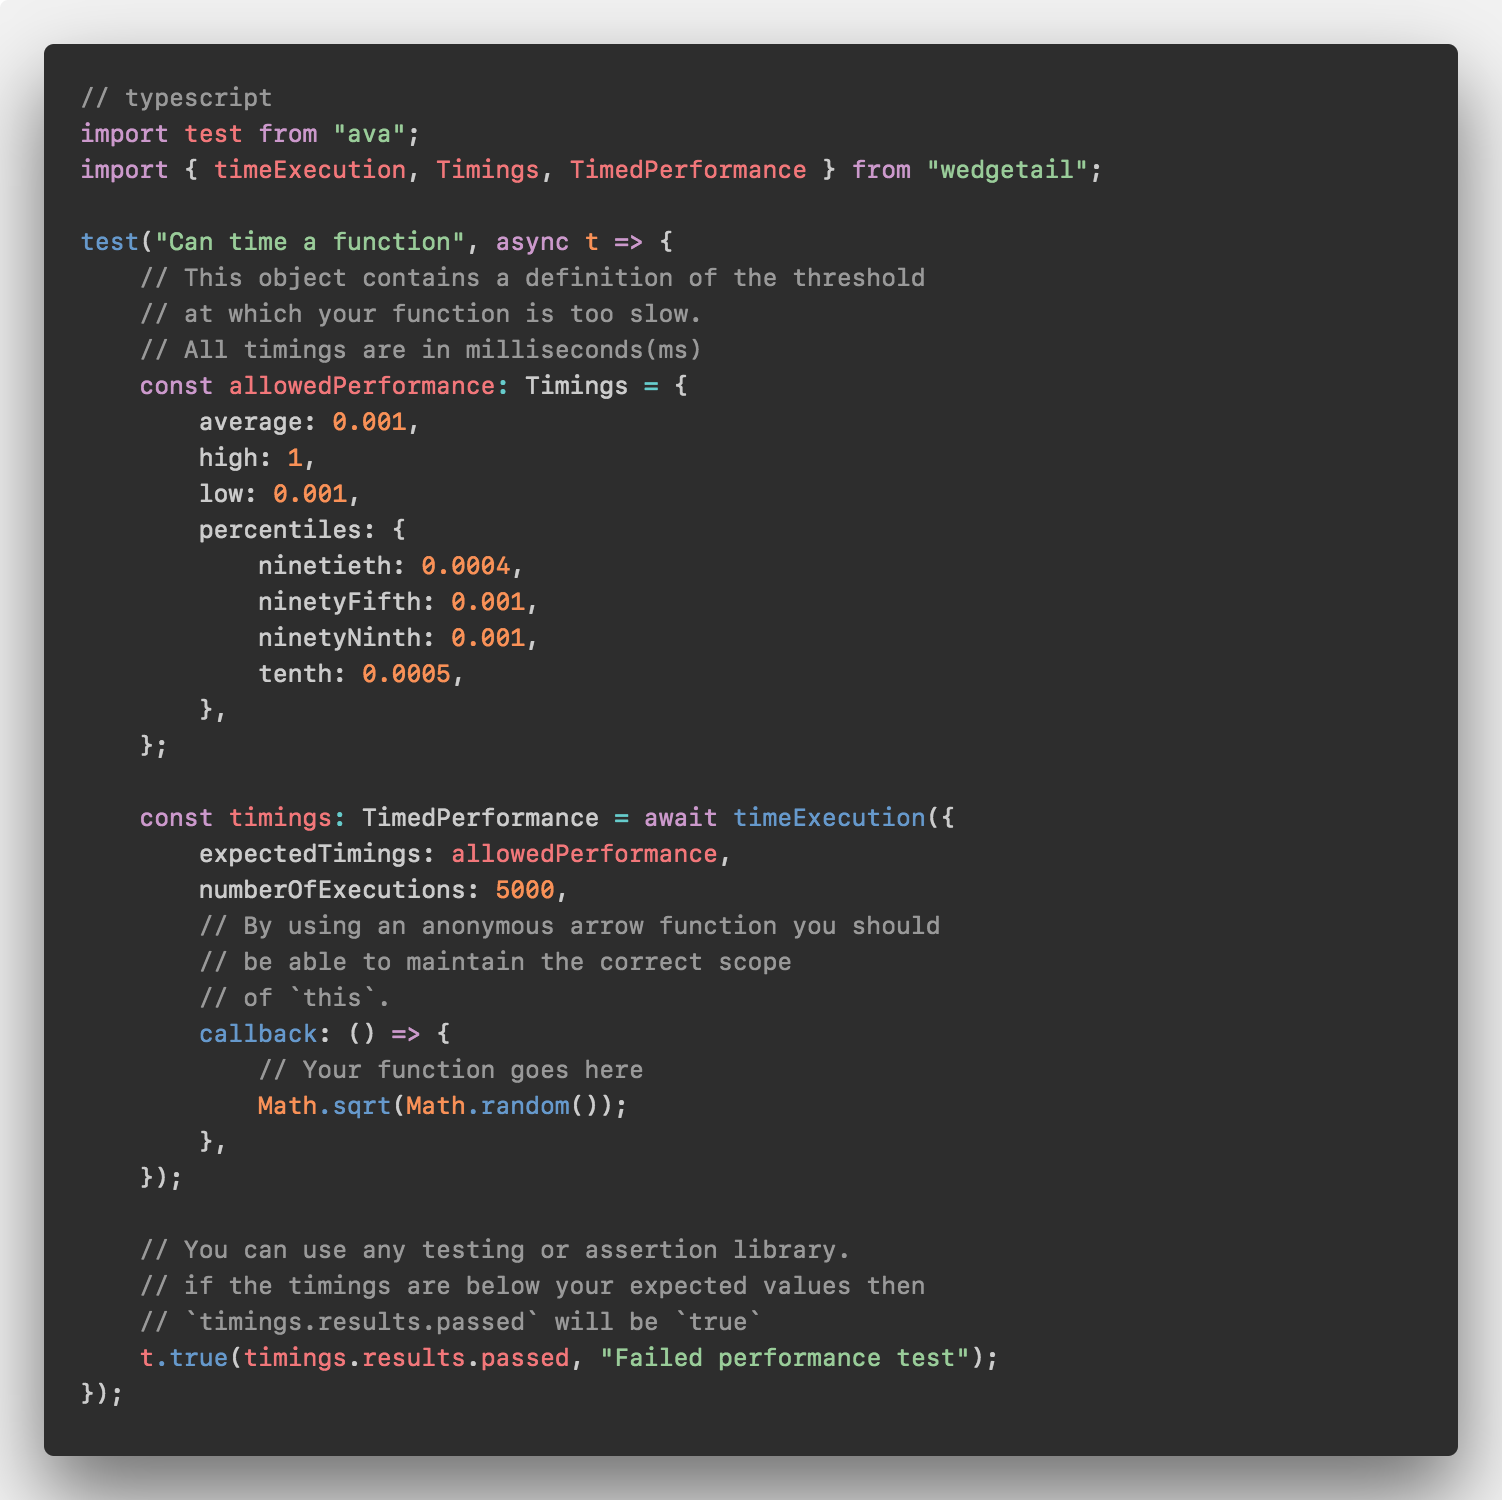 // typescript
import test from "ava";
import { timeExecution, Timings, TimedPerformance } from "wedgetail";

test("Can time a function", async t => {
    // This object contains a definition of the threshold
    // at which your function is too slow.
    // All timings are in milliseconds(ms)
    const allowedPerformance: Timings = {
        average: 0.001,
        high: 1,
        low: 0.001,
        percentiles: {
            ninetieth: 0.0004,
            ninetyFifth: 0.001,
            ninetyNinth: 0.001,
            tenth: 0.0005,
        },
    };

    const timings: TimedPerformance = await timeExecution({
        expectedTimings: allowedPerformance,
        numberOfExecutions: 5000,
        // By using an anonymous arrow function you should
        // be able to maintain the correct scope
        // of `this`.
        callback: () => {
            // Your function goes here
            Math.sqrt(Math.random());
        },
    });

    // You can use any testing or assertion library.
    // if the timings are below your expected values then
    // `timings.results.passed` will be `true`
    t.true(timings.results.passed, "Failed performance test");
});